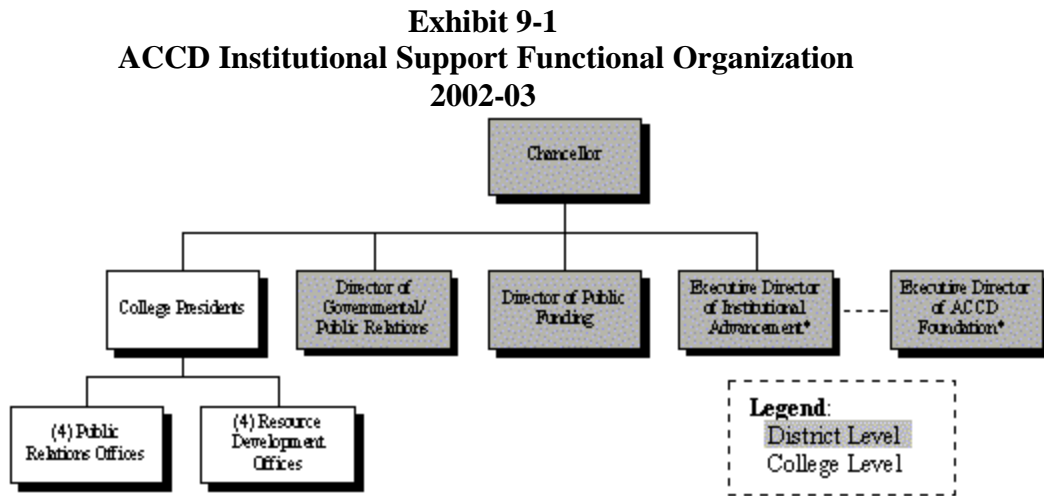 Exhibit 9-1
ACCD Institutional Support Functional Organization
2002-03
Chancellor
College Presidents
Director of
Governmental/
Public Relations
Director of Public
Funding
Executive Director
of Institutional
Advancement*
Executive Director
of ACCD
Foundation*
(4) Public
Relations Offices
(4) Resource
Development
Offices
Legend:
District Level
College Level